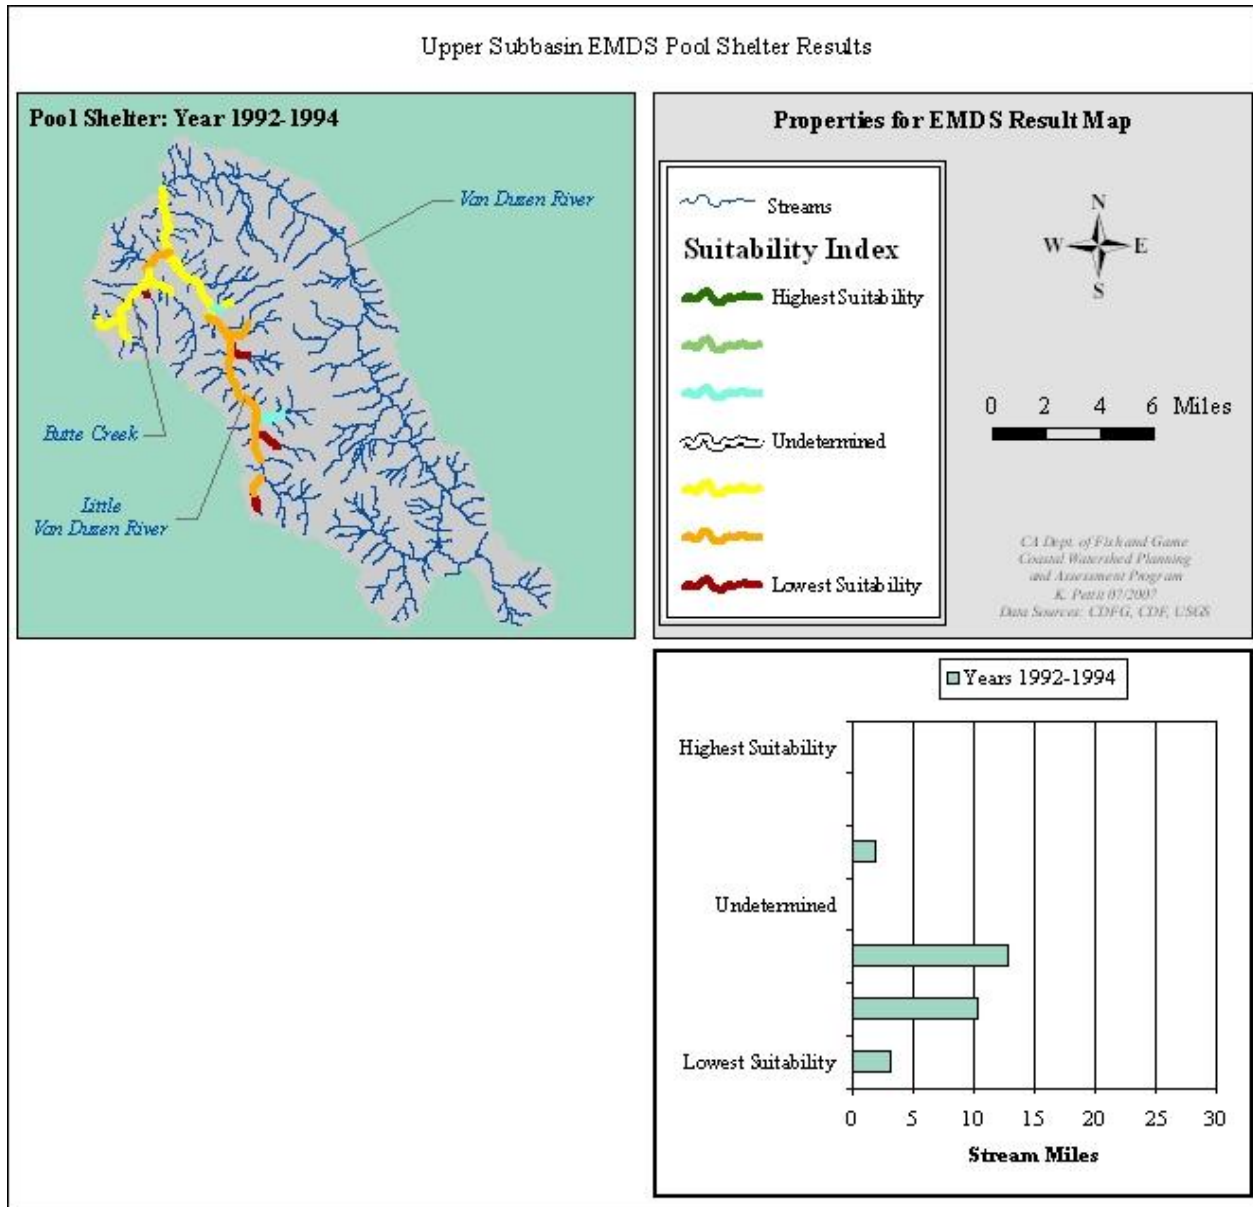 Upper Subbasin EMDS Pool Shelter Results
Pool Shelter: Year 1992-1994
Van Duzen River
Butte Creek
Little
Van Duzen River
Properties for EMDS Result Map
Streams
Suitability Index
Highest Suitability
Undetermined
Lowest Suitability
N
W E
S
0 2 4 6 Miles
CA Dept. of Fish and Game
Coastal Watershed Planning
and Assessment Program
K. Pettit 07/2007
Data Sources: CDFG, CDF, USGS
Years 1992-1994
Highest Suitability
Undetermined
Lowest Suitability
0 5 10 15 20 25 30
Stream Miles